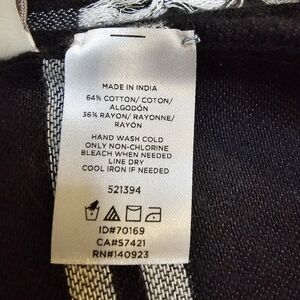 MADE IN INDIA
64% COTTON/ COTON/
ALGODÓN
36% RAYON/ RAYONNE/
RAYÓN
HAND WASH COLD
ONLY NON-CHLORINE
BLEACH WHEN NEEDED
LINE DRY
COOL IRON IF NEEDED
521394
ID#70169
CA#57421
RN#140923